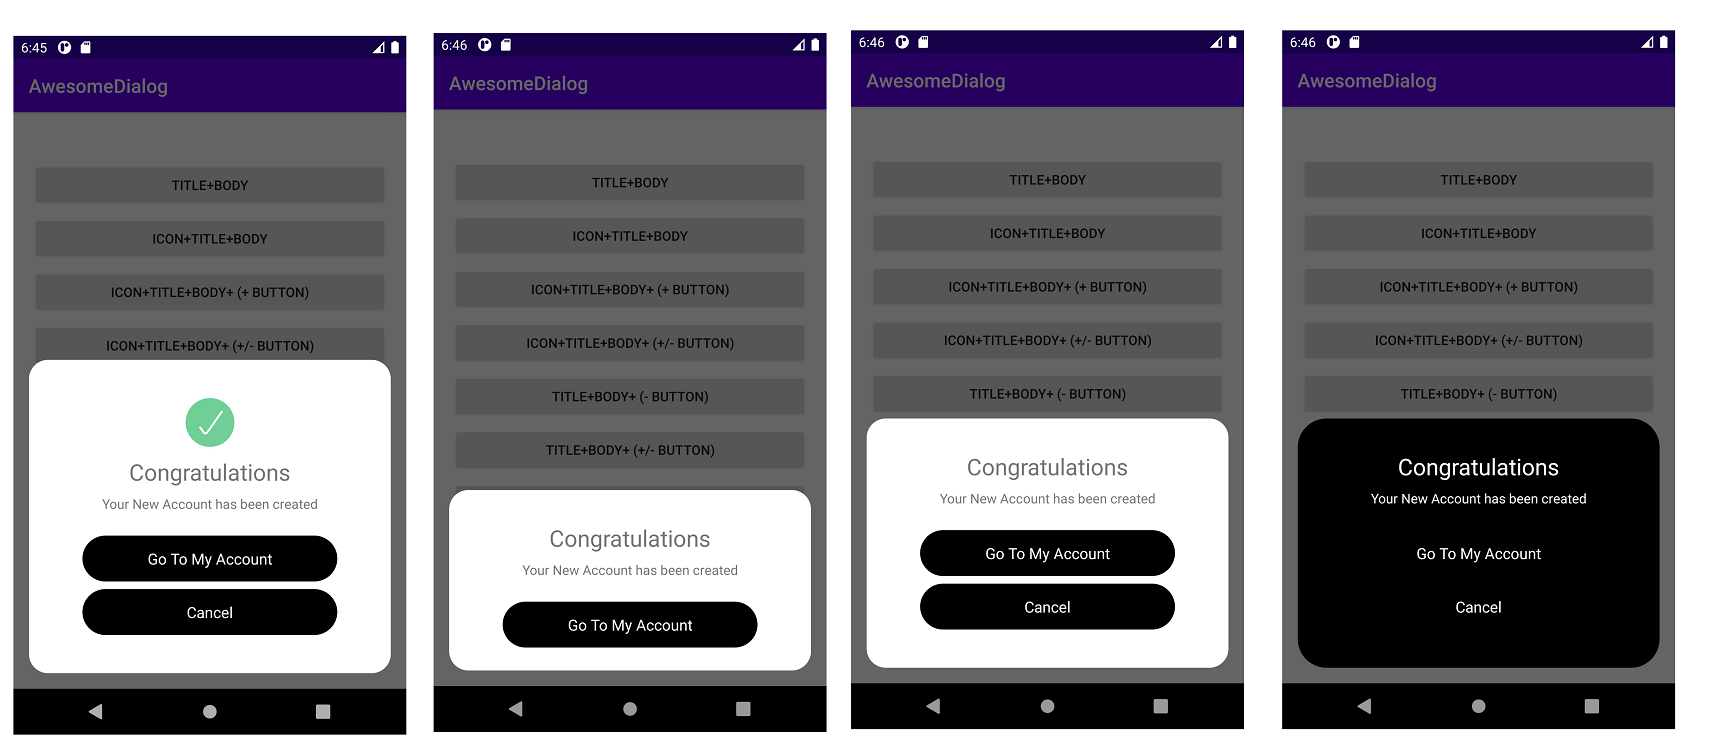 6:45
AwesomeDialog
TITLE+BODY
ICON+TITLE+BODY
ICON+TITLE+BODY+ (+ BUTTON)
ICON+TITLE+BODY+ (+/- BUTTON)
Congratulations
Your New Account has been created
Go To My Account
Cancel
6:46
AwesomeDialog
TITLE+BODY
ICON+TITLE+BODY
ICON+TITLE+BODY+ (+ BUTTON)
ICON+TITLE+BODY+ (+/- BUTTON)
TITLE+BODY+ (- BUTTON)
TITLE+BODY+ (+/- BUTTON)
Congratulations
Your New Account has been created
Go To My Account
6:46
AwesomeDialog
TITLE+BODY
ICON+TITLE+BODY
ICON+TITLE+BODY+ (+ BUTTON)
ICON+TITLE+BODY+ (+/- BUTTON)
TITLE+BODY+ (- BUTTON)
Congratulations
Your New Account has been created
Go To My Account
Cancel
6:46
AwesomeDialog
TITLE+BODY
ICON+TITLE+BODY
ICON+TITLE+BODY+ (+ BUTTON)
ICON+TITLE+BODY+ (+/- BUTTON)
TITLE+BODY+ (- BUTTON)
Congratulations
Your New Account has been created
Go To My Account
Cancel